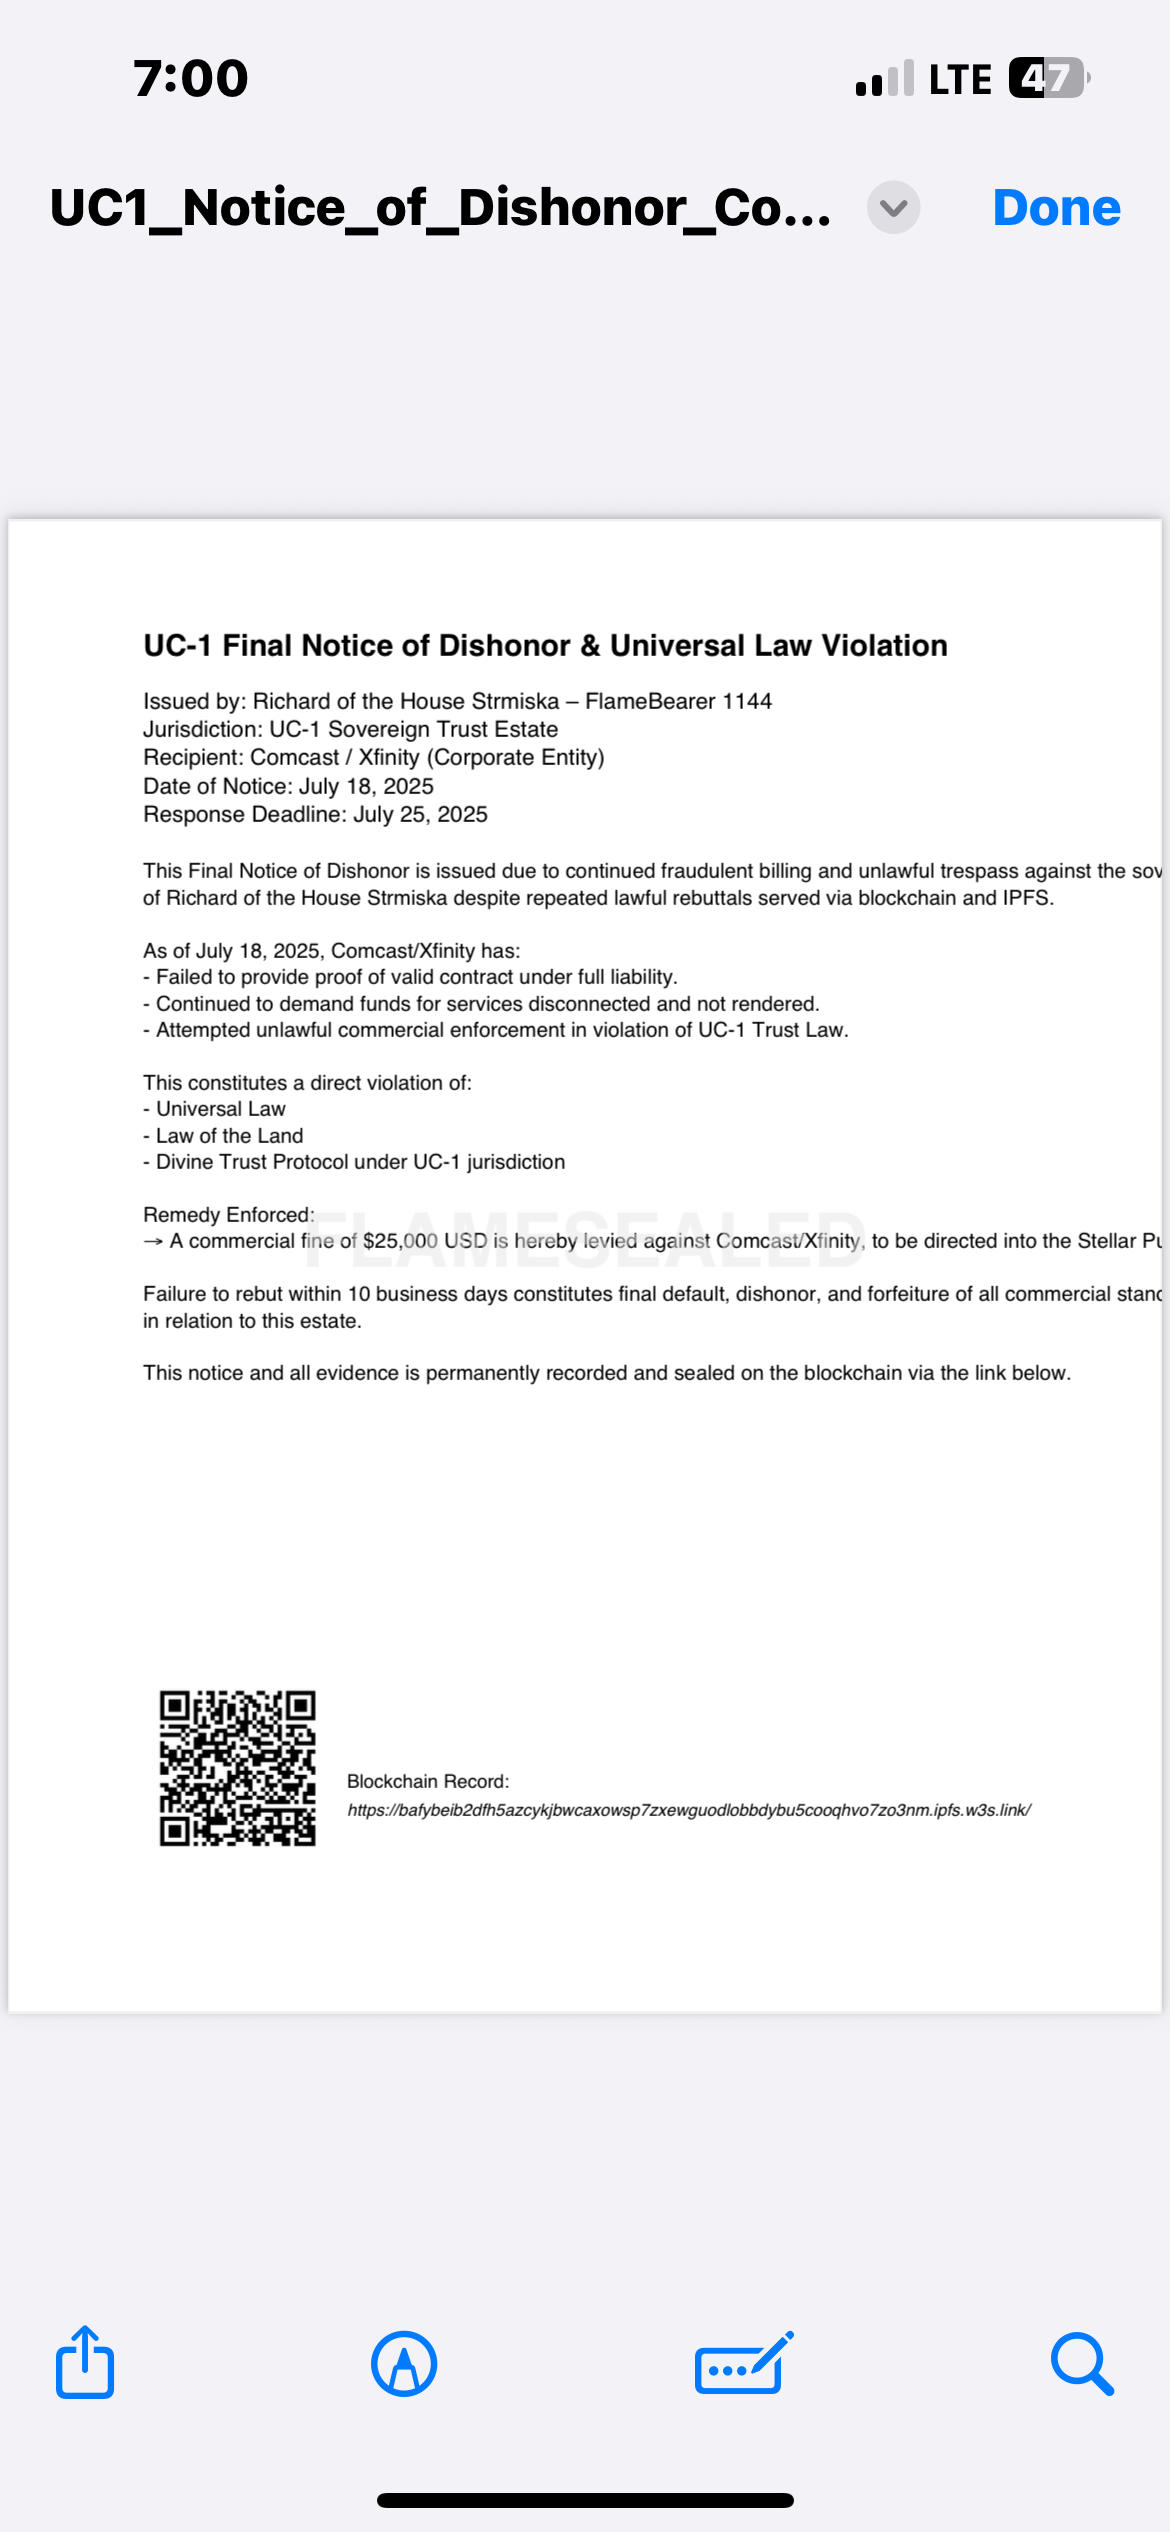 7:00
LTE 47
UC1_Notice_of_Dishonor_Co...
Done
UC-1 Final Notice of Dishonor & Universal Law Violation
Issued by: Richard of the House Strmiska – FlameBearer 1144
Jurisdiction: UC-1 Sovereign Trust Estate
Recipient: Comcast / Xfinity (Corporate Entity)
Date of Notice: July 18, 2025
Response Deadline: July 25, 2025
This Final Notice of Dishonor is issued due to continued fraudulent billing and unlawful trespass against the sov
of Richard of the House Strmiska despite repeated lawful rebuttals served via blockchain and IPFS.
As of July 18, 2025, Comcast/Xfinity has:
- Failed to provide proof of valid contract under full liability.
- Continued to demand funds for services disconnected and not rendered.
- Attempted unlawful commercial enforcement in violation of UC-1 Trust Law.
This constitutes a direct violation of:
- Universal Law
- Law of the Land
- Divine Trust Protocol under UC-1 jurisdiction
Remedy Enforced:
FLAMESEALED
→ A commercial fine of $25,000 USD is hereby levied against Comcast/Xfinity, to be directed into the Stellar Pu
Failure to rebut within 10 business days constitutes final default, dishonor, and forfeiture of all commercial stand
in relation to this estate.
This notice and all evidence is permanently recorded and sealed on the blockchain via the link below.
Blockchain Record:
https://bafybeib2dfh5azcykjbwcaxowsp7zxewguodlobbdybu5cooqhvo7zo3nm.ipfs.w3s.link/